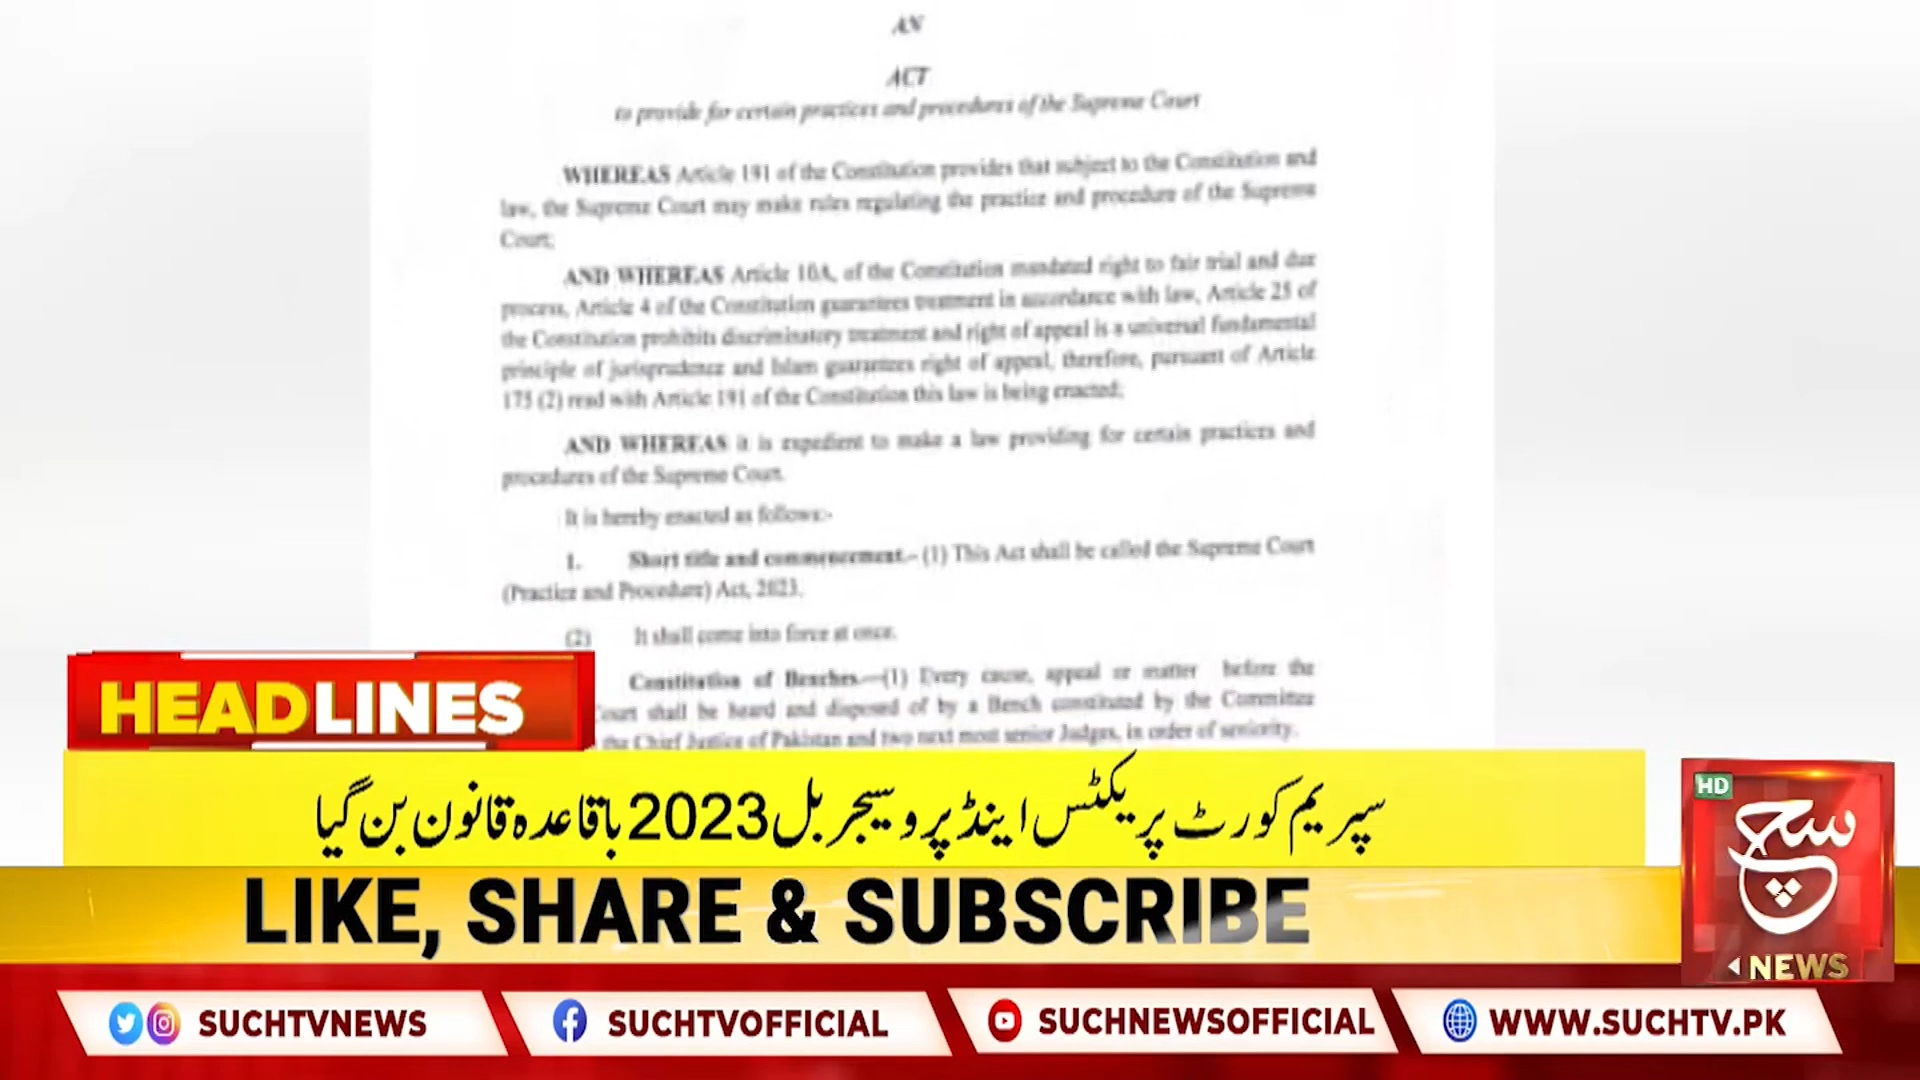 AN
ACT
to provide for certain practices and procedures of the Supreme Court
WHEREAS Article 191 of the Constitution provides that subject to the Constitution and
law, the Supreme Court may make rules regulating the practice and procedure of the Supreme
Court;
AND WHEREAS Article 10A, of the Constitution mandated right to fair trial and due
process, Article 4 of the Constitution guarantees treatment in accordance with law, Article 25 of
the Constitution prohibits discriminatory treatment and right of appeal is a universal fundamental
principle of jurisprudence and Islam guarantees right of appeal, therefore, pursuant of Article
175 (2) read with Article 191 of the Constitution this law is being enacted;
AND WHEREAS it is expedient to make a law providing for certain practices and
procedures of the Supreme Court.
It is hereby enacted as follows:-
1. Short title and commencement.- (1) This Act shall be called the Supreme Court
(Practice and Procedure) Act, 2023.
(2) It shall come into force at once.
Constitution of Benches.—(1) Every cause, appeal or matter before the
Court shall be heard and disposed of by a Bench constituted by the Committee
the Chief Justice of Pakistan and two next most senior Judges, in order of seniority.
HEADLINES
سپریم کورٹ پریکٹس اینڈ پروسیجر بل 2023 باقاعدہ قانون بن گیا
LIKE, SHARE & SUBSCRIBE
HD
سچ
NEWS
SUCHTVNEWS
SUCHTVOFFICIAL
SUCHNEWSOFFICIAL
WWW.SUCHTV.PK